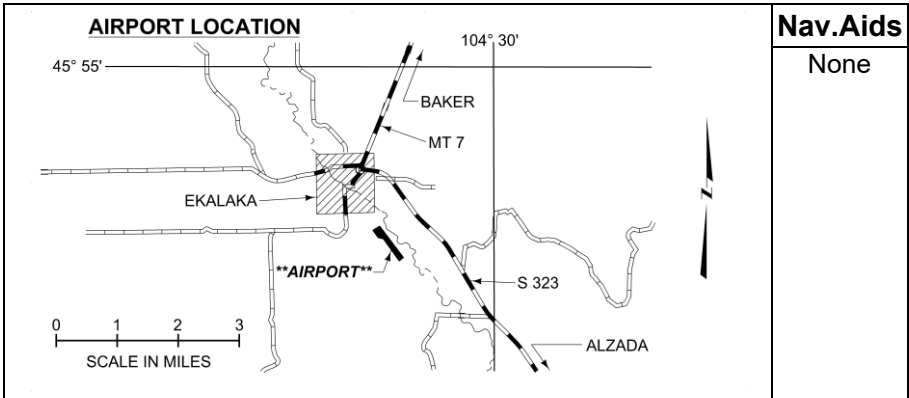 AIRPORT LOCATION
Nav.Aids
None
104° 30'
45° 55'
BAKER
MT 7
EKALAKA
**AIRPORT**
S 323
ALZADA
0 1 2 3
SCALE IN MILES
N